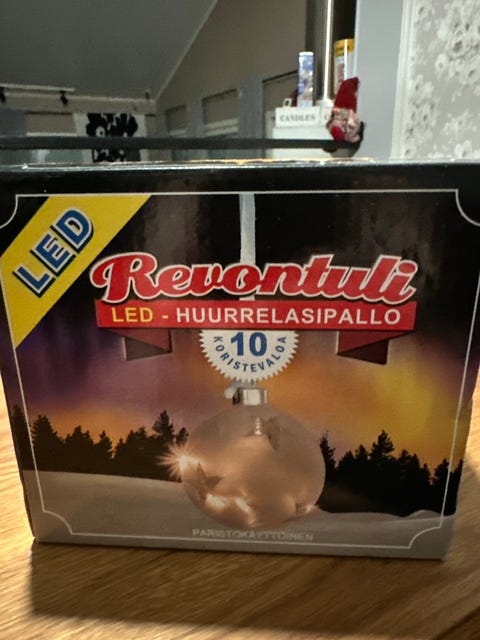 CANDLES
LED
Revontuli
LED - HUURRELASIPALLO
10
KORISTEVALOA
PARISTOKÄYTTÖINEN